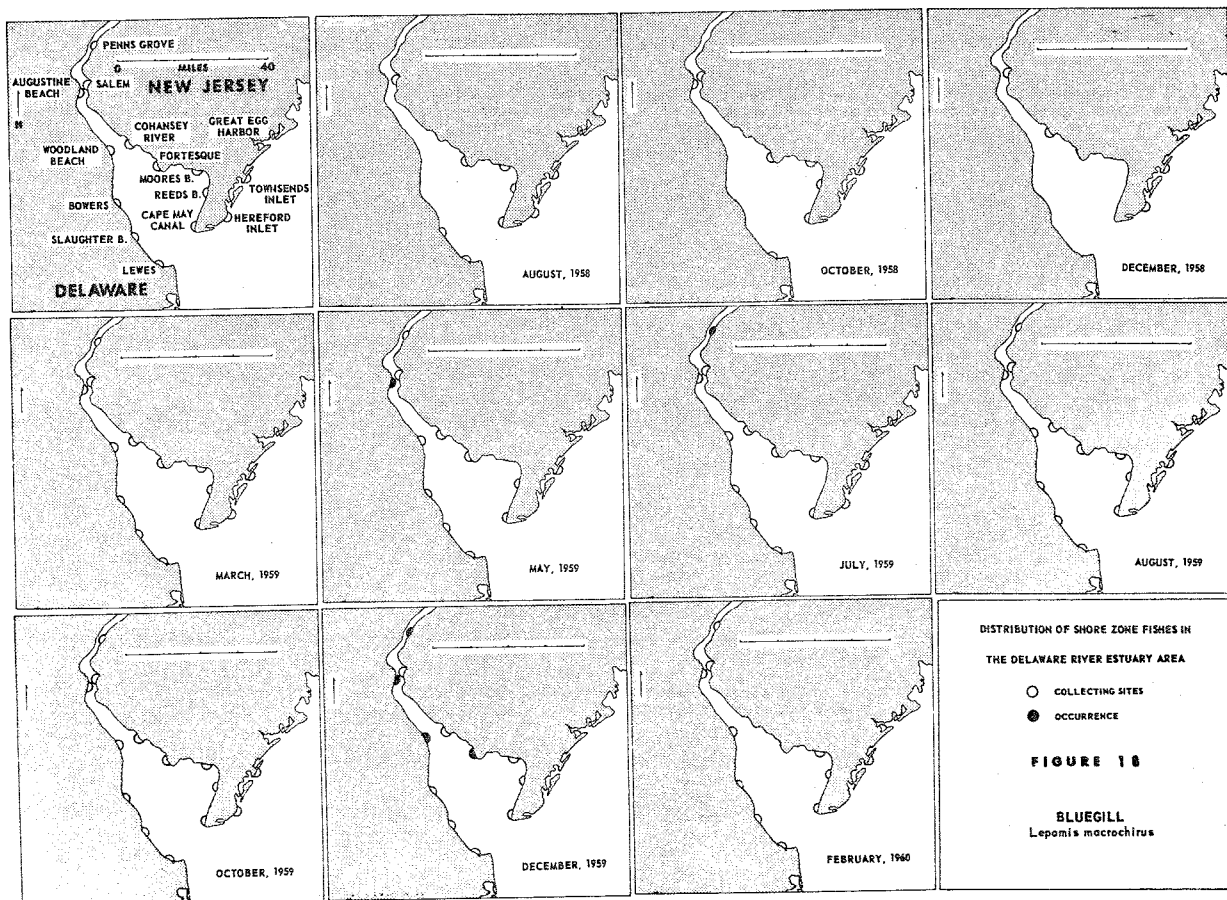 PENNS GROVE
0 MILES 40
AUGUSTINE BEACH
SALEM
NEW JERSEY
N
COHANSEY RIVER
GREAT EGG HARBOR
WOODLAND BEACH
FORTESQUE
MOORES B.
REEDS B.
TOWNSENDS INLET
BOWERS
CAPE MAY CANAL
HEREFORD INLET
SLAUGHTER B.
LEWES
DELAWARE
AUGUST, 1958
OCTOBER, 1958
DECEMBER, 1958
MARCH, 1959
MAY, 1959
JULY, 1959
AUGUST, 1959
OCTOBER, 1959
DECEMBER, 1959
FEBRUARY, 1960
DISTRIBUTION OF SHORE ZONE FISHES IN
THE DELAWARE RIVER ESTUARY AREA
COLLECTING SITES
OCCURRENCE
FIGURE 18
BLUEGILL
Lepomis macrochirus